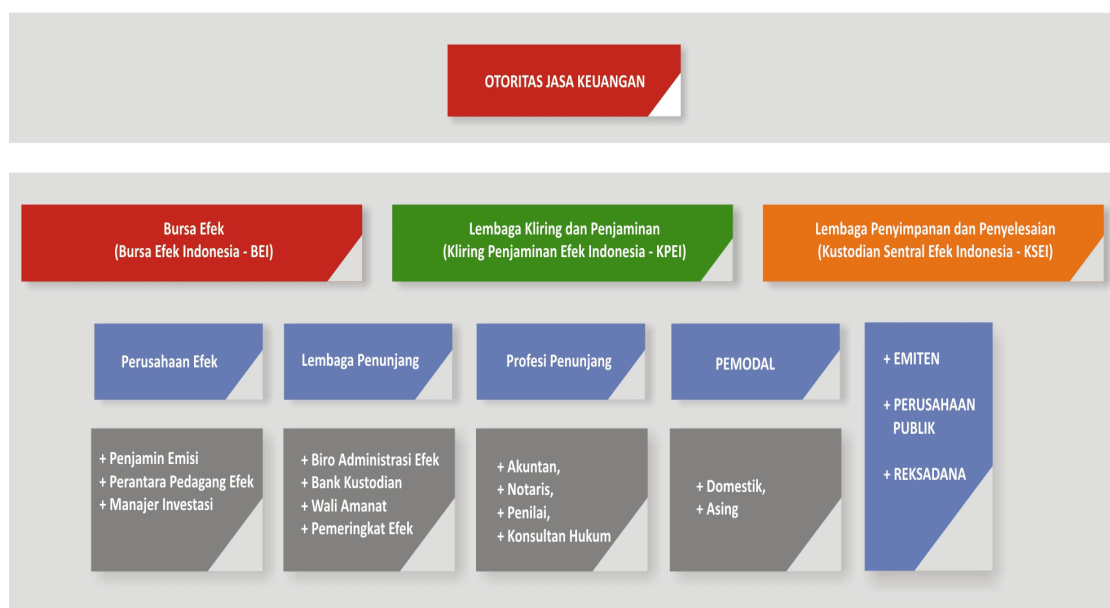 OTORITAS JASA KEUANGAN
Bursa Efek
(Bursa Efek Indonesia - BEI)
Lembaga Kliring dan Penjaminan
(Kliring Penjaminan Efek Indonesia - KPEI)
Lembaga Penyimpanan dan Penyelesaian
(Kustodian Sentral Efek Indonesia - KSEI)
Perusahaan Efek
Lembaga Penunjang
Profesi Penunjang
PEMODAL
+ EMITEN
+ PERUSAHAAN
PUBLIK
+ REKSADANA
+ Penjamin Emisi
+ Perantara Pedagang Efek
+ Manajer Investasi
+ Biro Administrasi Efek
+ Bank Kustodian
+ Wali Amanat
+ Pemeringkat Efek
+ Akuntan,
+ Notaris,
+ Penilai,
+ Konsultan Hukum
+ Domestik,
+ Asing